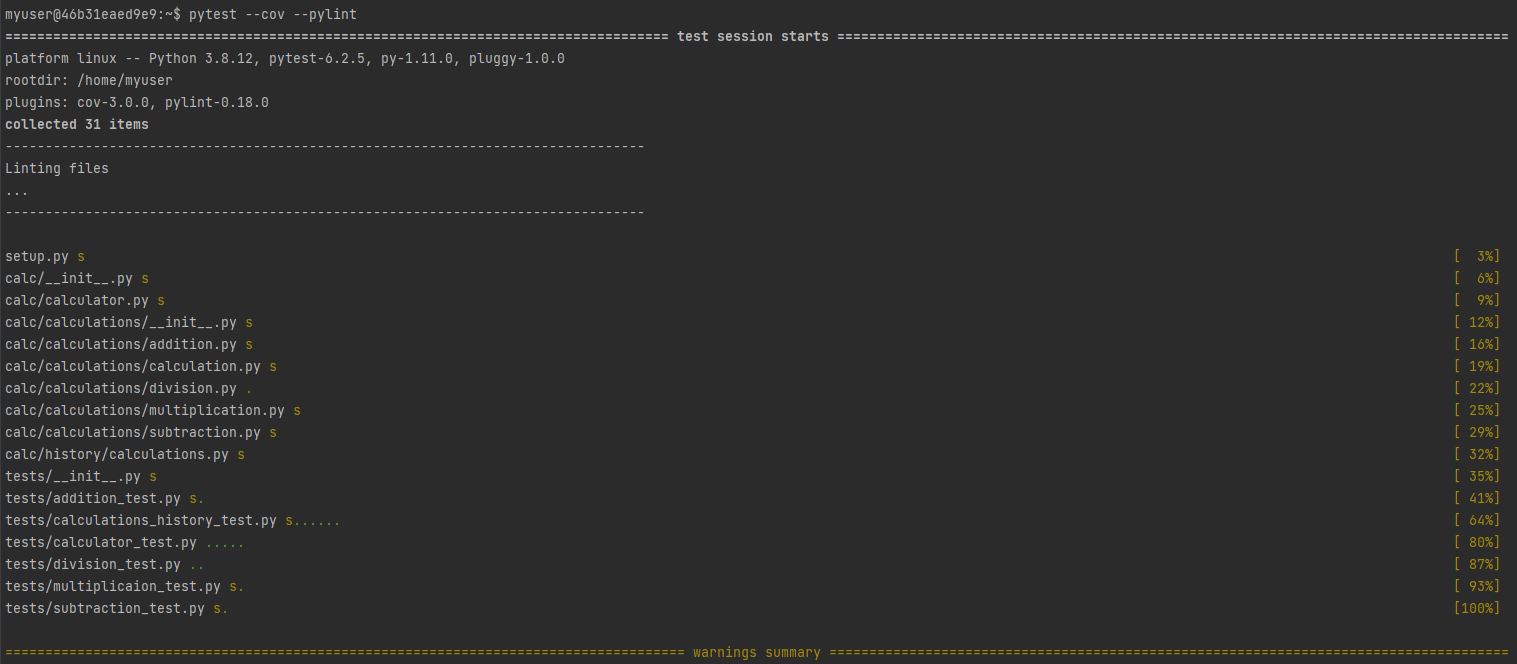 myuser@46b31eaed9e9:~$ pytest --cov --pylint
=================================================================================== test session starts ====================================================================================
platform linux -- Python 3.8.12, pytest-6.2.5, py-1.11.0, pluggy-1.0.0
rootdir: /home/myuser
plugins: cov-3.0.0, pylint-0.18.0
collected 31 items
--------------------------------------------------------------------------------
Linting files
...
--------------------------------------------------------------------------------
setup.py s [  3%]
calc/__init__.py s [  6%]
calc/calculator.py s [  9%]
calc/calculations/__init__.py s [ 12%]
calc/calculations/addition.py s [ 16%]
calc/calculations/calculation.py s [ 19%]
calc/calculations/division.py . [ 22%]
calc/calculations/multiplication.py s [ 25%]
calc/calculations/subtraction.py s [ 29%]
calc/history/calculations.py s [ 32%]
tests/__init__.py s [ 35%]
tests/addition_test.py s. [ 41%]
tests/calculations_history_test.py s...... [ 64%]
tests/calculator_test.py ..... [ 80%]
tests/division_test.py .. [ 87%]
tests/multiplicaion_test.py s. [ 93%]
tests/subtraction_test.py s. [100%]
===================================================================================== warnings summary =====================================================================================